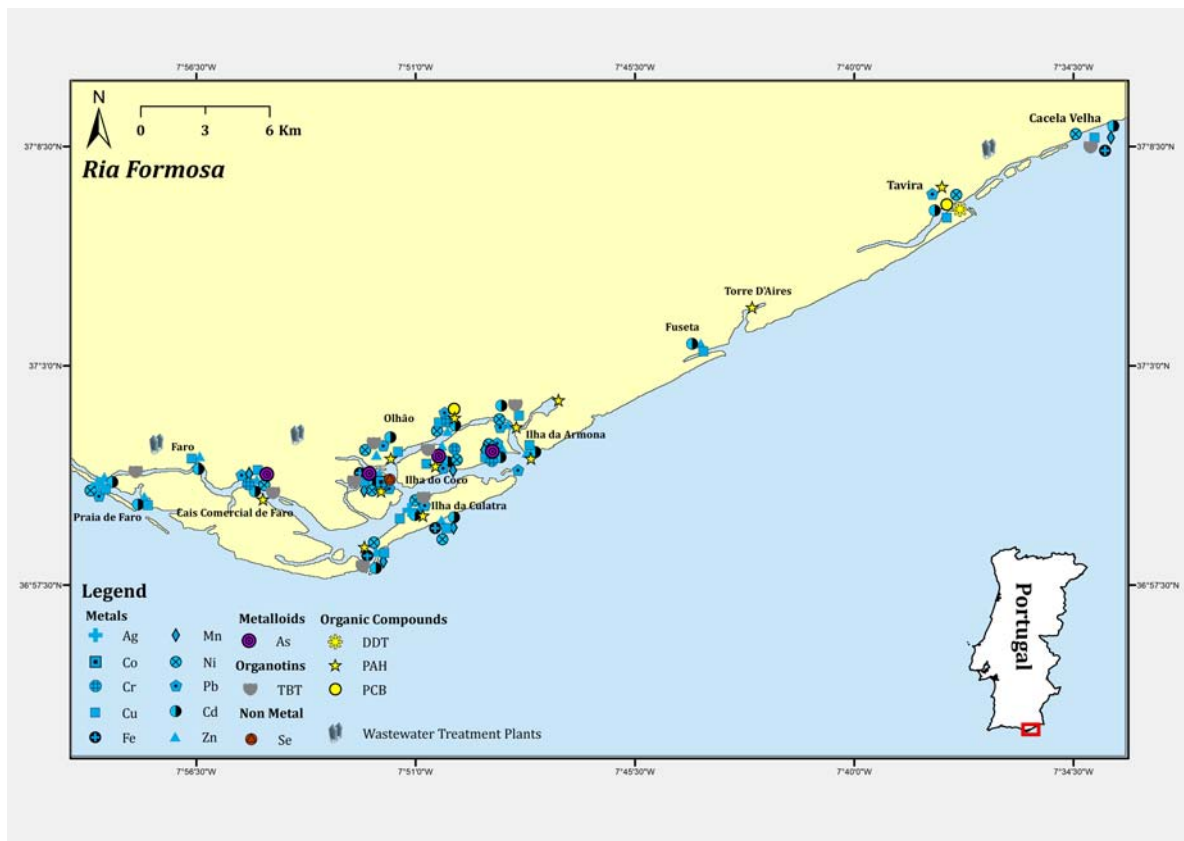 7°56'30"W 7°51'0"W 7°45'30"W 7°40'0"W 7°34'30"W
N
0 3 6 Km
Ria Formosa
Cacela Velha
37°8'30"N 37°8'30"N
Tavira
Torre D'Aires
Fuseta
37°3'0"N 37°3'0"N
Olhão
Ilha da Armona
Faro
Ilha do Coco
Ilha da Culatra
Praia de Faro
Cais Comercial de Faro
36°57'30"N 36°57'30"N
Legend
Metals
Ag
Co
Cr
Cu
Fe
Mn
Ni
Pb
Cd
Zn
Metalloids
As
Organotins
TBT
Non Metal
Se
Organic Compounds
DDT
PAH
PCB
Wastewater Treatment Plants
Portugal
7°56'30"W 7°51'0"W 7°45'30"W 7°40'0"W 7°34'30"W